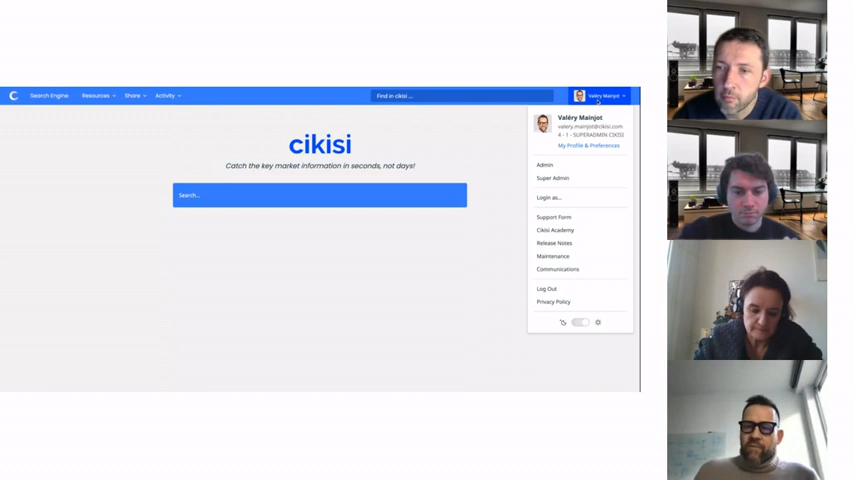 Search Engine Resources Share Activity
Find in cikisi ...
Valéry Mainjot
Valéry Mainjot
valery.mainjot@cikisi.com
4 - 1 - SUPERADMIN CIKISI
My Profile & Preferences
Admin
Super Admin
Login as...
Support Form
Cikisi Academy
Release Notes
Maintenance
Communications
Log Out
Privacy Policy
cikisi
Catch the key market information in seconds, not days!
Search...